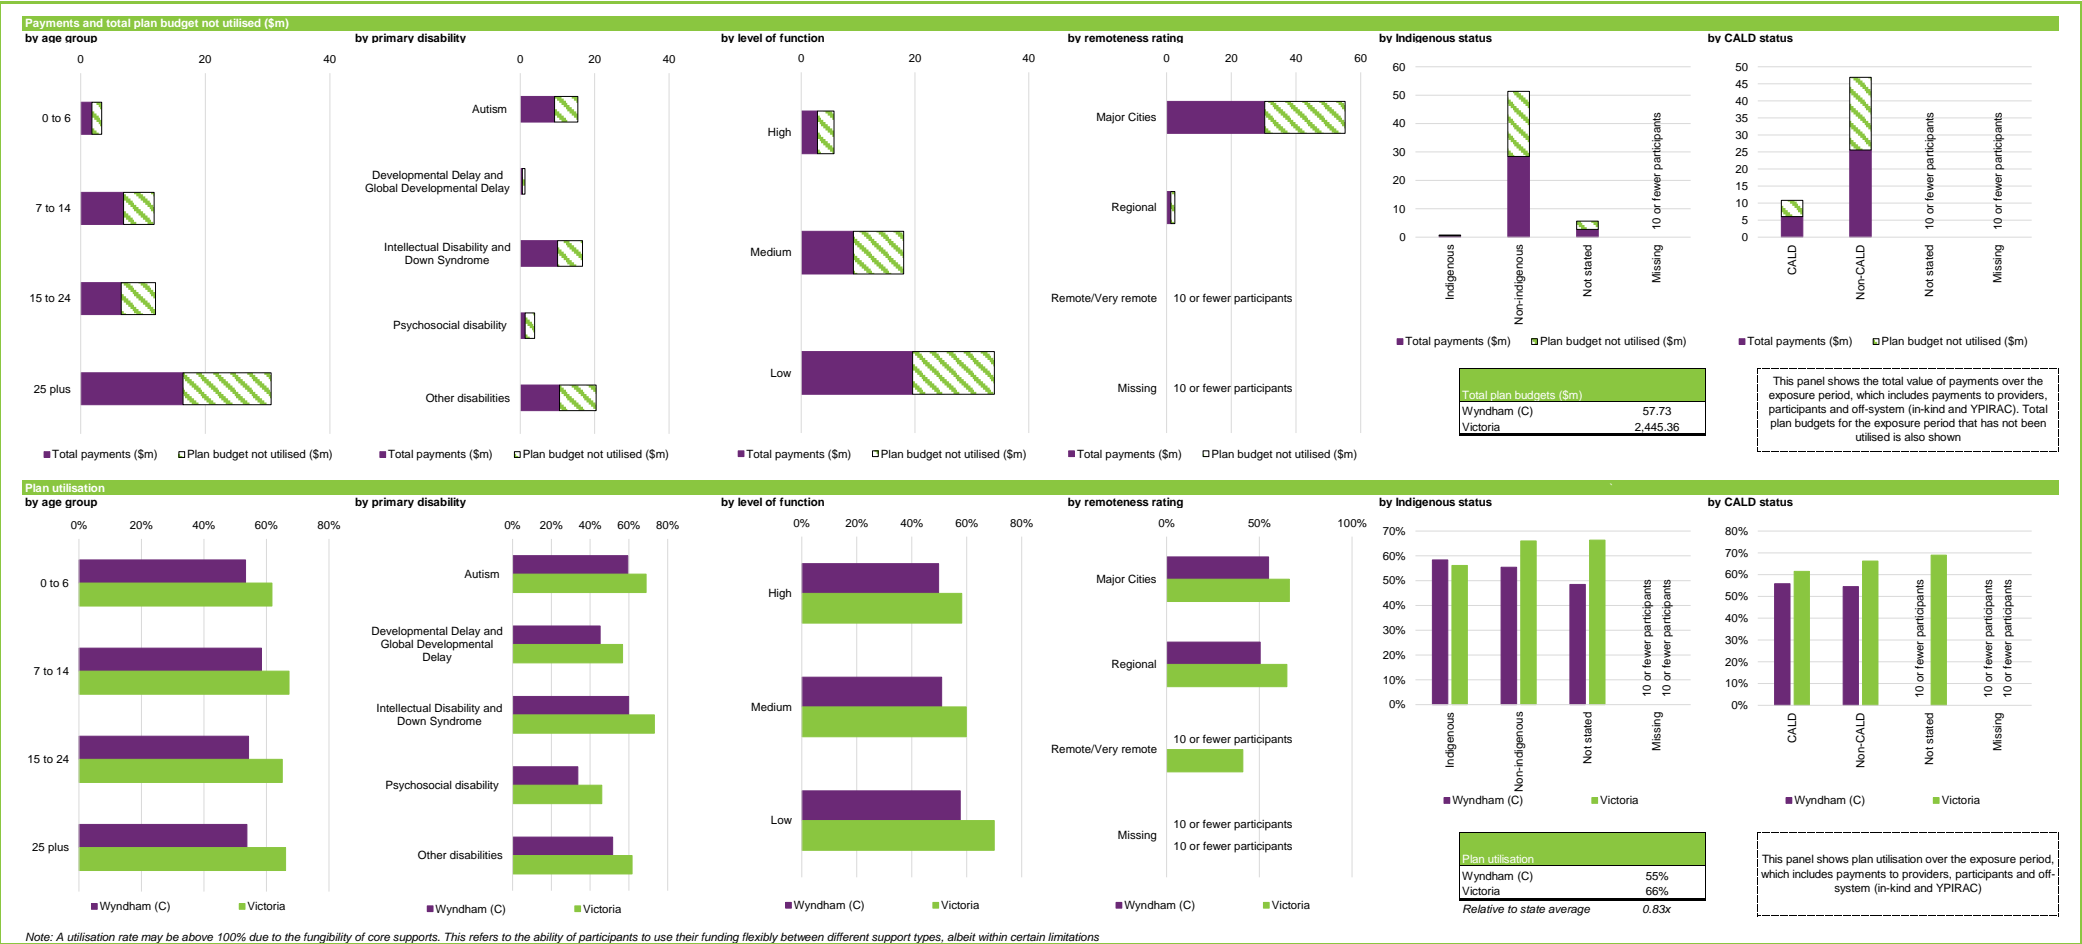 Payments and total plan budget not utilised ($m)
by age group
0 20 40
0 to 6
7 to 14
15 to 24
25 plus
Total payments ($m) Plan budget not utilised ($m)
by primary disability
0 20 40
Autism
Developmental Delay and
Global Developmental Delay
Intellectual Disability and
Down Syndrome
Psychosocial disability
Other disabilities
Total payments ($m) Plan budget not utilised ($m)
by level of function
0 20 40
High
Medium
Low
Total payments ($m) Plan budget not utilised ($m)
by remoteness rating
0 20 40 60
Major Cities
Regional
Remote/Very remote 10 or fewer participants
Missing 10 or fewer participants
Total payments ($m) Plan budget not utilised ($m)
by Indigenous status
60
50
40
30
20
10
0
10 or fewer participants
Indigenous
Non-indigenous
Not stated
Missing
Total payments ($m) Plan budget not utilised ($m)
by CALD status
50
45
40
35
30
25
20
15
10
5
0
10 or fewer participants
10 or fewer participants
CALD
Non-CALD
Not stated
Missing
Total payments ($m) Plan budget not utilised ($m)
Total plan budgets ($m)
Wyndham (C) 57.73
Victoria 2,445.36
This panel shows the total value of payments over the
exposure period, which includes payments to providers,
participants and off-system (in-kind and YPIRAC). Total
plan budgets for the exposure period that has not been
utilised is also shown
Plan utilisation
by age group
0% 20% 40% 60% 80%
0 to 6
7 to 14
15 to 24
25 plus
Wyndham (C) Victoria
by primary disability
0% 20% 40% 60% 80%
Autism
Developmental Delay and
Global Developmental
Delay
Intellectual Disability and
Down Syndrome
Psychosocial disability
Other disabilities
Wyndham (C) Victoria
by level of function
0% 20% 40% 60% 80%
High
Medium
Low
Wyndham (C) Victoria
by remoteness rating
0% 50% 100%
Major Cities
Regional
10 or fewer participants
Remote/Very remote
10 or fewer participants
Missing
10 or fewer participants
Wyndham (C) Victoria
by Indigenous status
70%
60%
50%
40%
30%
20%
10%
0%
10 or fewer participants
10 or fewer participants
Indigenous
Non-indigenous
Not stated
Missing
Wyndham (C) Victoria
by CALD status
80%
70%
60%
50%
40%
30%
20%
10%
0%
10 or fewer participants
10 or fewer participants
10 or fewer participants
CALD
Non-CALD
Not stated
Missing
Wyndham (C) Victoria
Plan utilisation
Wyndham (C) 55%
Victoria 66%
Relative to state average 0.83x
This panel shows plan utilisation over the exposure period,
which includes payments to providers, participants and off-
system (in-kind and YPIRAC)
Note: A utilisation rate may be above 100% due to the fungibility of core supports. This refers to the ability of participants to use their funding flexibly between different support types, albeit within certain limitations